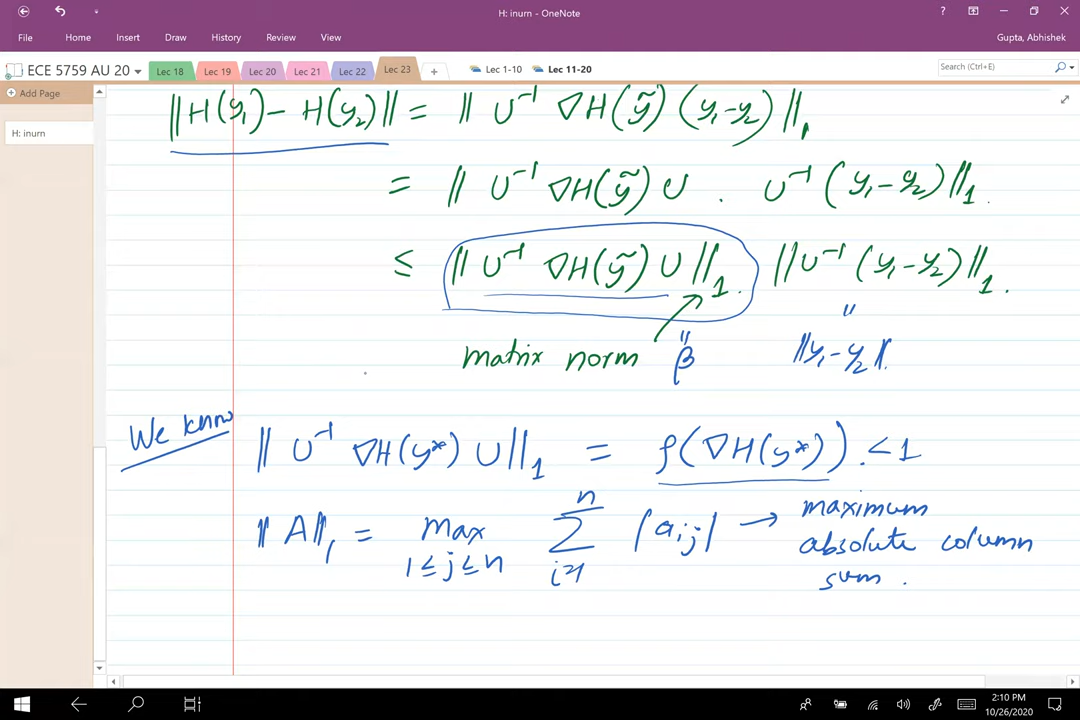 H: inurn - OneNote
File Home Insert Draw History Review View Gupta, Abhishek
ECE 5759 AU 20 Lec 18 Lec 19 Lec 20 Lec 21 Lec 22 Lec 23 + Lec 1-10 Lec 11-20 Search (Ctrl+E)
+ Add Page
H: inurn
‖H(y₁) - H(y₂)‖ = ‖ U⁻¹ ∇H(ỹ) (y₁-y₂) ‖₁
= ‖ U⁻¹ ∇H(ỹ) U . U⁻¹ (y₁-y₂) ‖₁.
≤ ‖ U⁻¹ ∇H(ỹ) U ‖₁. ‖U⁻¹ (y₁-y₂)‖₁.
matrix norm = β = ‖y₁-y₂‖.
We know ‖ U⁻¹ ∇H(y*) U‖₁ = ρ(∇H(y*)). < 1
‖A‖₁ = max 1≤j≤n ∑ i=1 n |aᵢⱼ| → maximum
absolute column
sum.
2:10 PM
10/26/2020